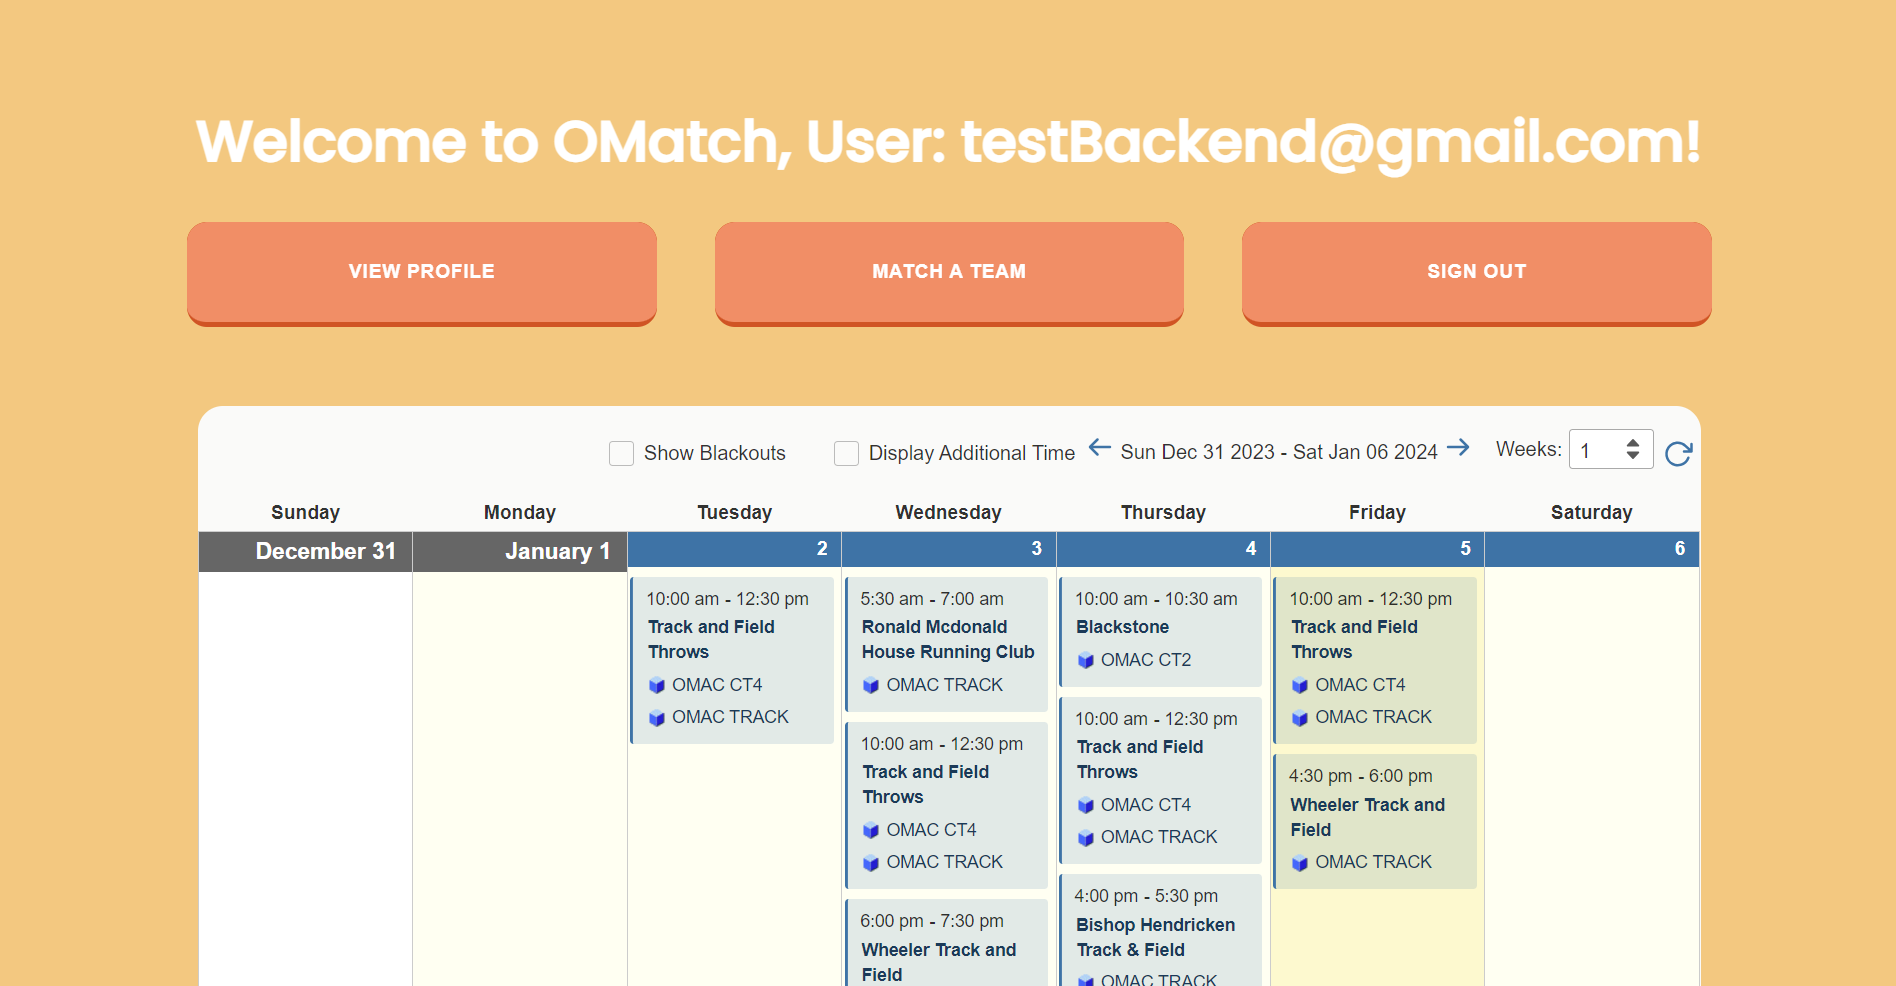 Welcome to OMatch, User: testBackend@gmail.com!
VIEW PROFILE
MATCH A TEAM
SIGN OUT
Show Blackouts
Display Additional Time
Sun Dec 31 2023 - Sat Jan 06 2024
Weeks: 1
Sunday
Monday
Tuesday
Wednesday
Thursday
Friday
Saturday
December 31
January 1
2
3
4
5
6
10:00 am - 12:30 pm
Track and Field
Throws
OMAC CT4
OMAC TRACK
5:30 am - 7:00 am
Ronald Mcdonald
House Running Club
OMAC TRACK
10:00 am - 12:30 pm
Track and Field
Throws
OMAC CT4
OMAC TRACK
6:00 pm - 7:30 pm
Wheeler Track and
Field
10:00 am - 10:30 am
Blackstone
OMAC CT2
10:00 am - 12:30 pm
Track and Field
Throws
OMAC CT4
OMAC TRACK
4:00 pm - 5:30 pm
Bishop Hendricken
Track & Field
OMAC TRACK
10:00 am - 12:30 pm
Track and Field
Throws
OMAC CT4
OMAC TRACK
4:30 pm - 6:00 pm
Wheeler Track and
Field
OMAC TRACK